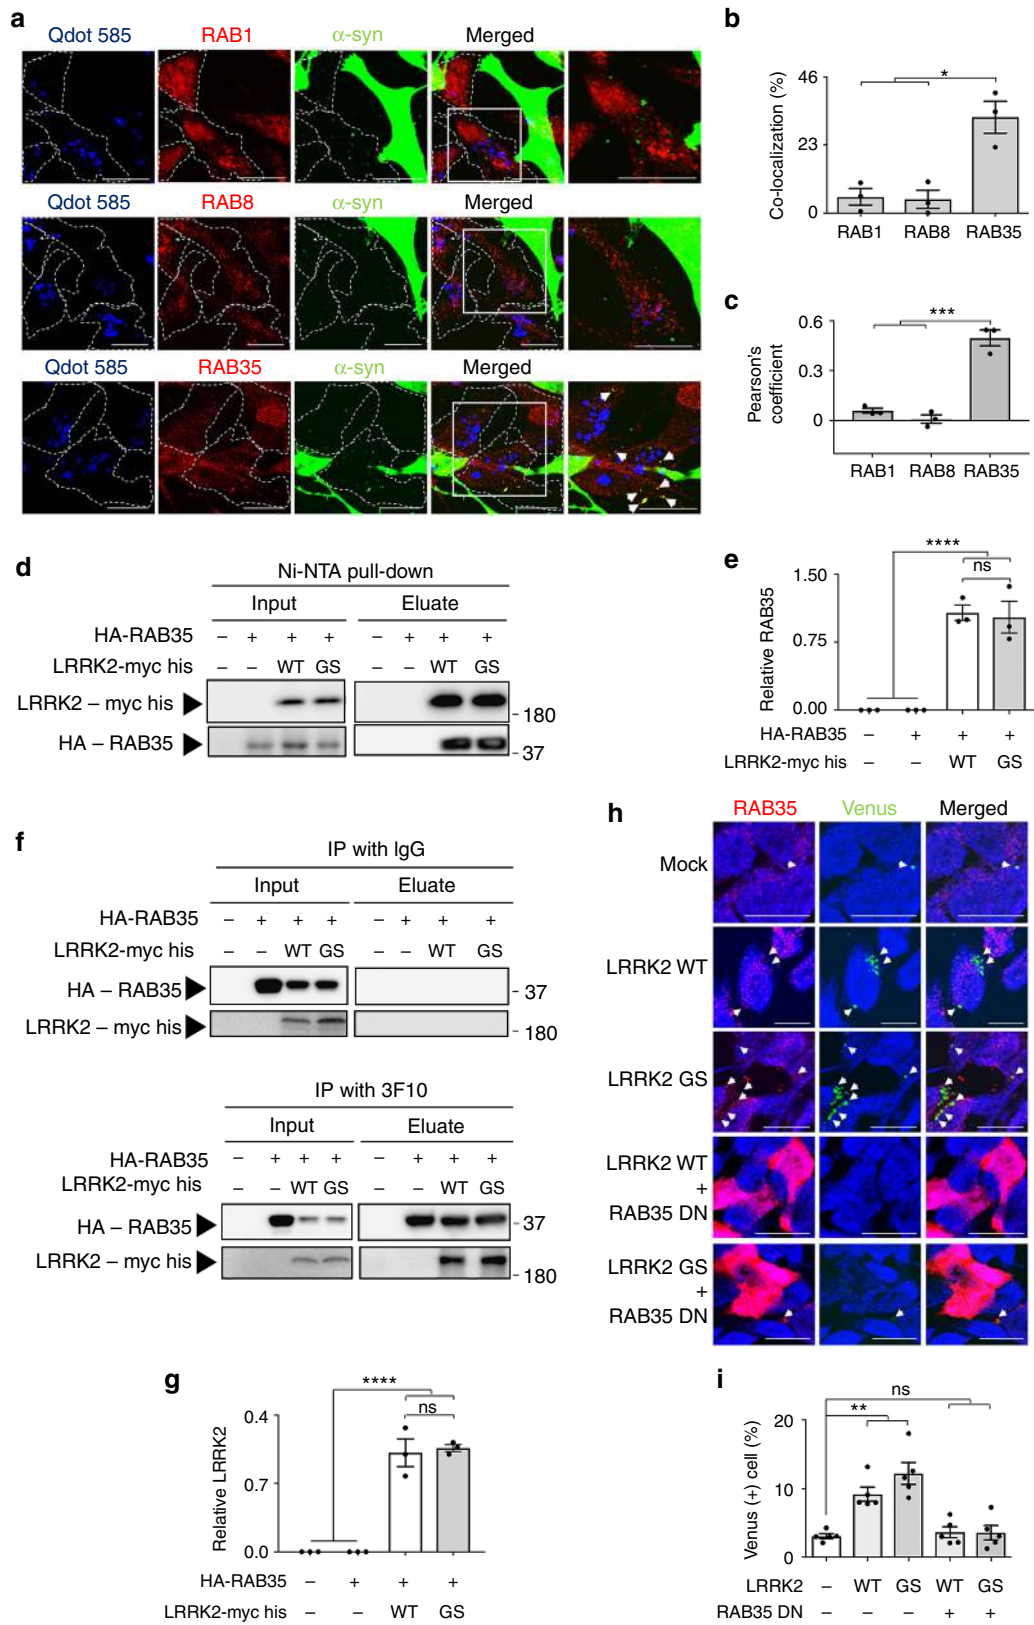 a
Qdot 585 RAB1 α-syn Merged
Qdot 585 RAB8 α-syn Merged
Qdot 585 RAB35 α-syn Merged
b
Co-localization (%)
46
23
0
*
RAB1 RAB8 RAB35
c
Pearson's
coefficient
0.6
0.3
0
***
RAB1 RAB8 RAB35
d
Ni-NTA pull-down
Input Eluate
HA-RAB35 – + + + – + + +
LRRK2-myc his – – WT GS – – WT GS
LRRK2 – myc his
- 180
HA – RAB35
- 37
e
Relative RAB35
1.50
0.75
0.00
****
ns
HA-RAB35 – + + +
LRRK2-myc his – – WT GS
f
IP with IgG
Input Eluate
HA-RAB35 – + + + – + + +
LRRK2-myc his – – WT GS – – WT GS
HA – RAB35
- 37
LRRK2 – myc his
- 180
IP with 3F10
Input Eluate
HA-RAB35 – + + + – + + +
LRRK2-myc his – – WT GS – – WT GS
HA – RAB35
- 37
LRRK2 – myc his
- 180
g
Relative LRRK2
0.4
0.7
0.0
****
ns
HA-RAB35 – + + +
LRRK2-myc his – – WT GS
h
RAB35 Venus Merged
Mock
LRRK2 WT
LRRK2 GS
LRRK2 WT
+
RAB35 DN
LRRK2 GS
+
RAB35 DN
i
Venus (+) cell (%)
20
10
0
ns
**
LRRK2 – WT GS WT GS
RAB35 DN – – – + +